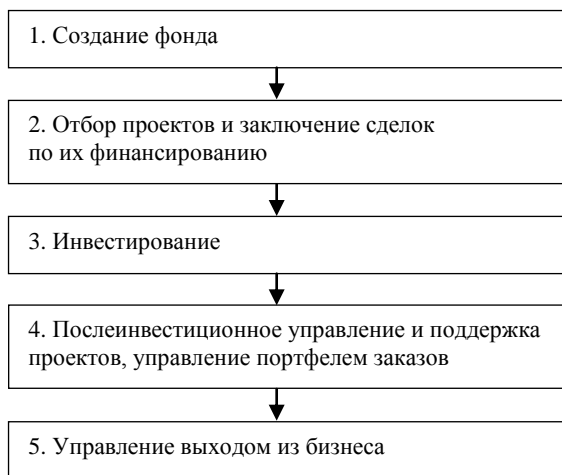 1. Создание фонда
2. Отбор проектов и заключение сделок
по их финансированию
3. Инвестирование
4. Послеинвестиционное управление и поддержка
проектов, управление портфелем заказов
5. Управление выходом из бизнеса